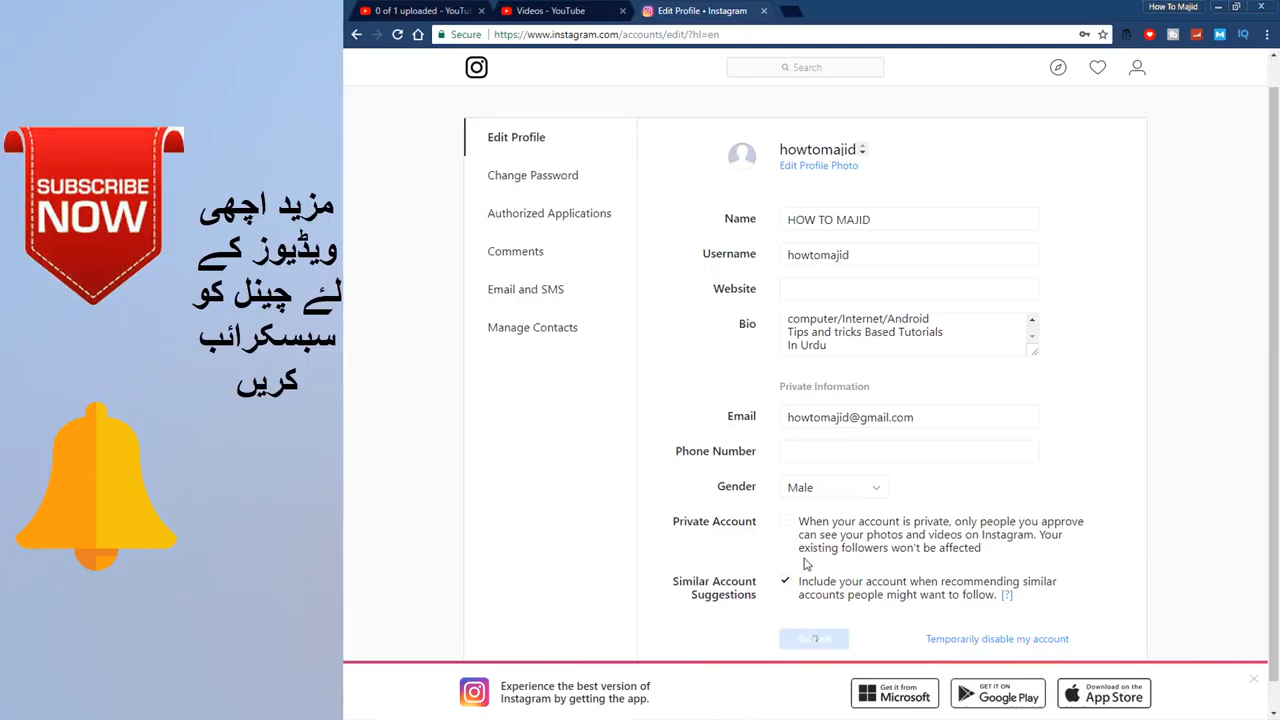 0 of 1 uploaded - YouTu
Videos - YouTube
Edit Profile • Instagram
How To Majid
Secure
https://www.instagram.com/accounts/edit/?hl=en
SUBSCRIBE
NOW
مزید اچھی
ویڈیوز کے
لئے چینل کو
سبسکرائب
کریں
Search
Edit Profile
Change Password
Authorized Applications
Comments
Email and SMS
Manage Contacts
howtomajid
Edit Profile Photo
Name
HOW TO MAJID
Username
howtomajid
Website
Bio
computer/Internet/Android
Tips and tricks Based Tutorials
In Urdu
Private Information
Email
howtomajid@gmail.com
Phone Number
Gender
Male
Private Account
When your account is private, only people you approve
can see your photos and videos on Instagram. Your
existing followers won't be affected
Similar Account
Suggestions
Include your account when recommending similar
accounts people might want to follow. [?]
Submit
Temporarily disable my account
Experience the best version of
Instagram by getting the app.
Get it from
Microsoft
GET IT ON
Google Play
Download on the
App Store